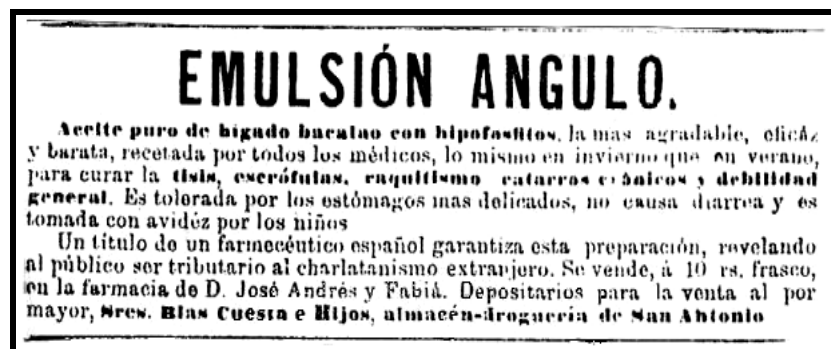 EMULSIÓN ANGULO.
Aceite puro de bigado bacalao con hipofosfitos, la mas agradable, eficáz
y barata, recetada por todos los médicos, lo mismo en invierno que en verano,
para curar la tisis, escrófulas, raquitismo catarros crónicos y debilidad
general. Es tolerada por los estómagos mas delicados, no causa diarrea y es
tomada con avidéz por los niños
Un título de un farmecéutico español garantiza esta preparación, revelando
al público ser tributario al charlatanismo extranjero. Se vende, á 10 rs. frasco,
en la farmacia de D. José Andrés y Fabiá. Depositarios para la venta al por
mayor, Sres. Blas Cuesta e Hijos, almacén-droguería de San Antonio